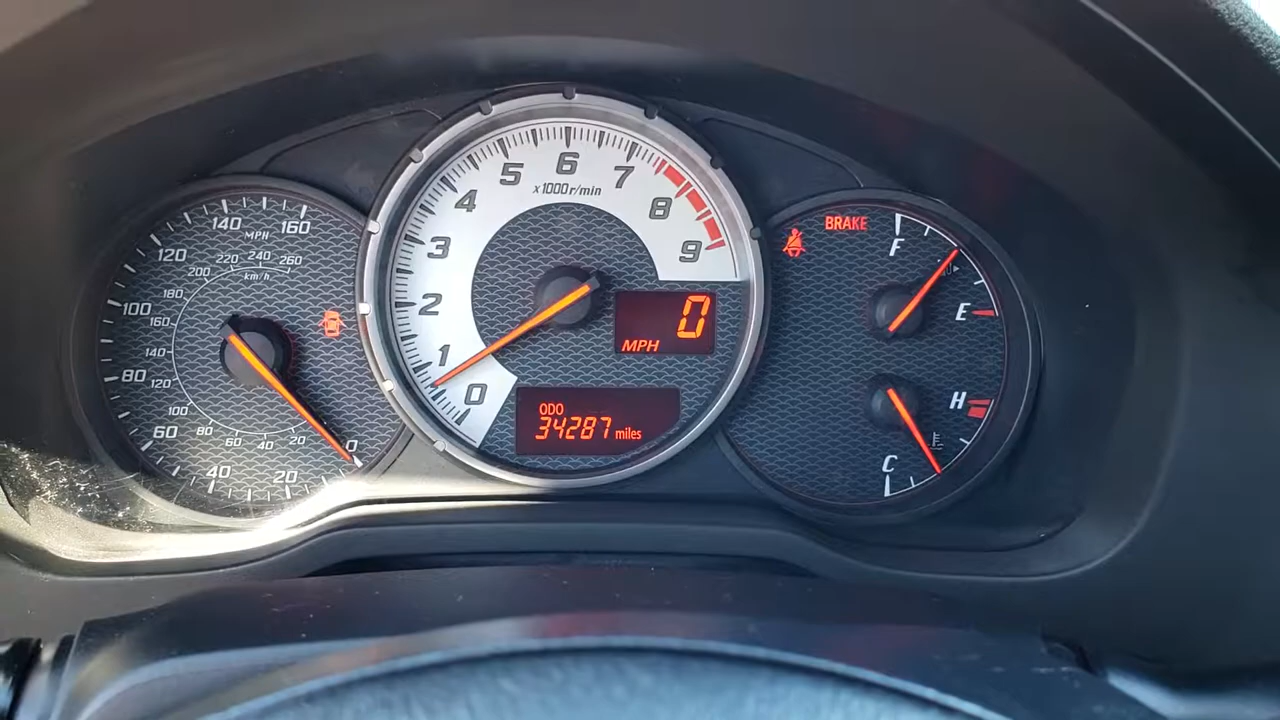 140 160
MPH
120
220 240 260
200
km/h
180
100
160
140
80
120
100
60
80 60 40 20
0
40 20
6
5 7
x1000r/min
4 8
3 9
2
1
0
0
MPH
ODO
34287 miles
BRAKE
F
E
H
C